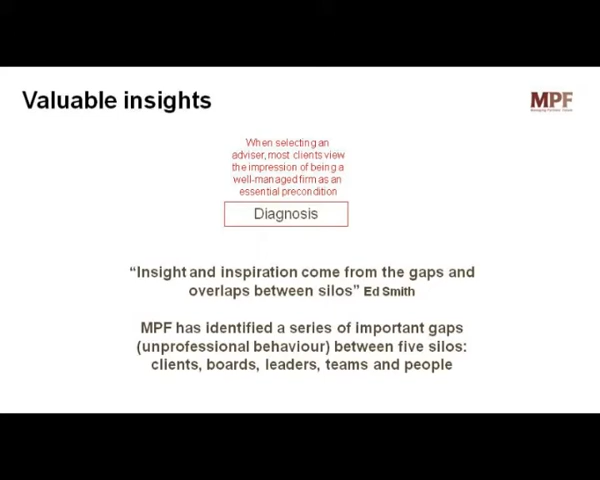 Valuable insights
MPF
When selecting an
adviser, most clients view
the impression of being a
well-managed firm as an
essential precondition
Diagnosis
“Insight and inspiration come from the gaps and
overlaps between silos” Ed Smith
MPF has identified a series of important gaps
(unprofessional behaviour) between five silos:
clients, boards, leaders, teams and people